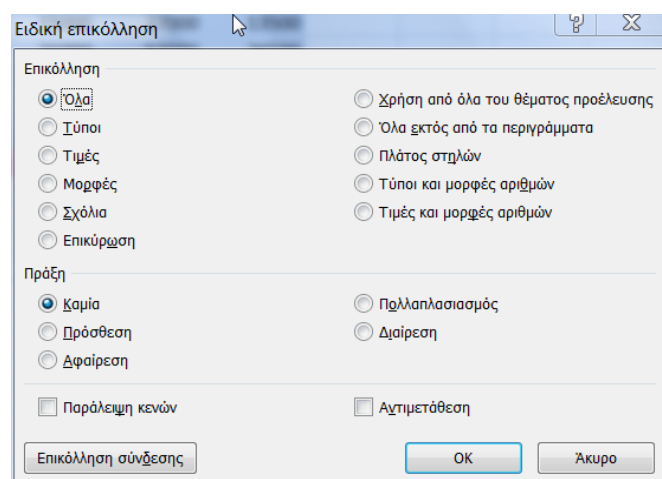 Ειδική επικόλληση
Επικόλληση
Όλα
Χρήση από όλα του θέματος προέλευσης
Τύποι
Όλα εκτός από τα περιγράμματα
Τιμές
Πλάτος στηλών
Μορφές
Τύποι και μορφές αριθμών
Σχόλια
Τιμές και μορφές αριθμών
Επικύρωση
Πράξη
Καμία
Πολλαπλασιασμός
Πρόσθεση
Διαίρεση
Αφαίρεση
Παράλειψη κενών
Αντιμετάθεση
Επικόλληση σύνδεσης
OK
Άκυρο